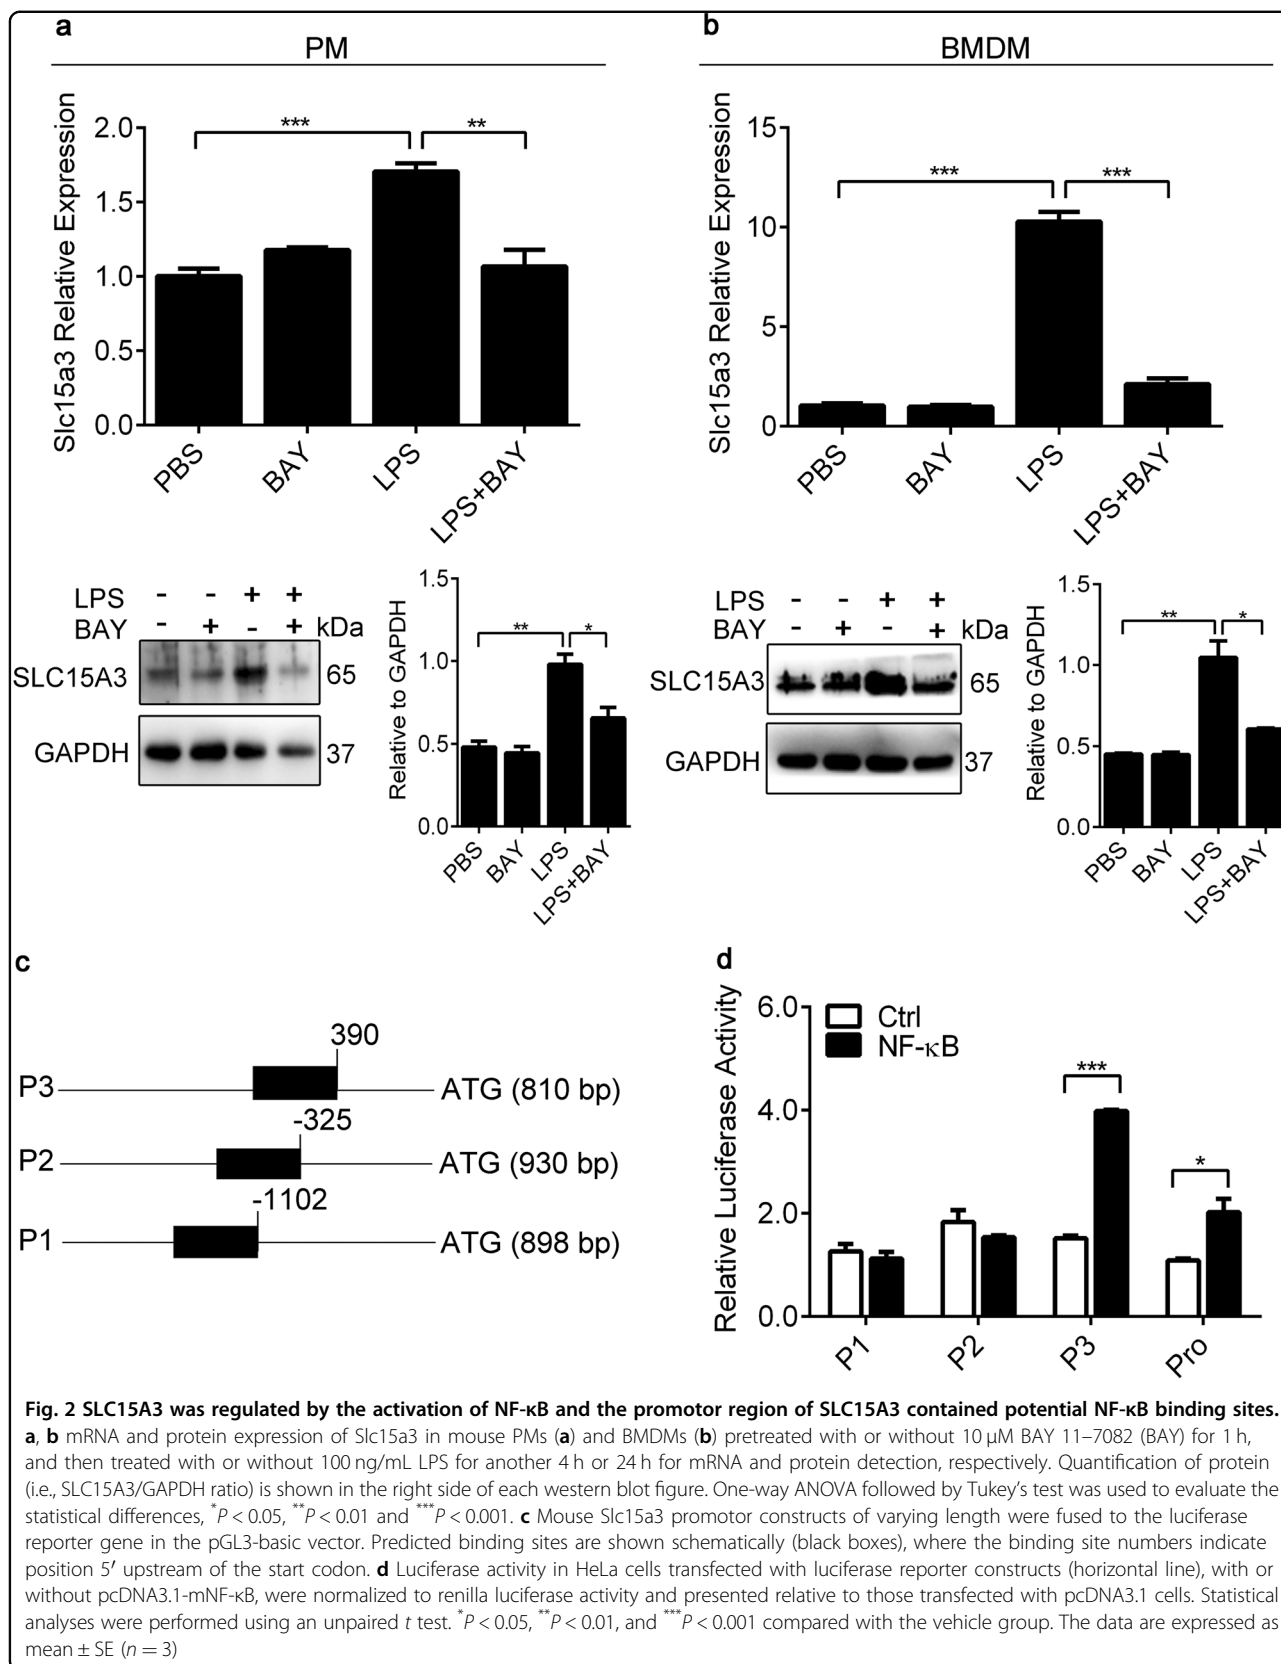 a
PM
Slc15a3 Relative Expression
2.0
1.5
1.0
0.5
0.0
***
**
PBS
BAY
LPS
LPS+BAY
LPS - - + +
BAY - + - + kDa
SLC15A3 65
GAPDH 37
Relative to GAPDH
1.5
1.0
0.5
0.0
**
*
PBS
BAY
LPS
LPS+BAY
b
BMDM
Slc15a3 Relative Expression
15
10
5
0
***
***
PBS
BAY
LPS
LPS+BAY
LPS - - + +
BAY - + - + kDa
SLC15A3 65
GAPDH 37
Relative to GAPDH
1.5
1.0
0.5
0.0
**
*
PBS
BAY
LPS
LPS+BAY
c
390
P3 ATG (810 bp)
-325
P2 ATG (930 bp)
-1102
P1 ATG (898 bp)
d
Relative Luciferase Activity
6.0
4.0
2.0
0.0
Ctrl
NF-κB
***
*
P1
P2
P3
Pro
Fig. 2 SLC15A3 was regulated by the activation of NF-κB and the promotor region of SLC15A3 contained potential NF-κB binding sites.
a, b mRNA and protein expression of Slc15a3 in mouse PMs (a) and BMDMs (b) pretreated with or without 10 μM BAY 11–7082 (BAY) for 1 h,
and then treated with or without 100 ng/mL LPS for another 4 h or 24 h for mRNA and protein detection, respectively. Quantification of protein
(i.e., SLC15A3/GAPDH ratio) is shown in the right side of each western blot figure. One-way ANOVA followed by Tukey's test was used to evaluate the
statistical differences, *P < 0.05, **P < 0.01 and ***P < 0.001. c Mouse Slc15a3 promotor constructs of varying length were fused to the luciferase
reporter gene in the pGL3-basic vector. Predicted binding sites are shown schematically (black boxes), where the binding site numbers indicate
position 5′ upstream of the start codon. d Luciferase activity in HeLa cells transfected with luciferase reporter constructs (horizontal line), with or
without pcDNA3.1-mNF-κB, were normalized to renilla luciferase activity and presented relative to those transfected with pcDNA3.1 cells. Statistical
analyses were performed using an unpaired t test. *P < 0.05, **P < 0.01, and ***P < 0.001 compared with the vehicle group. The data are expressed as
mean ± SE (n = 3)